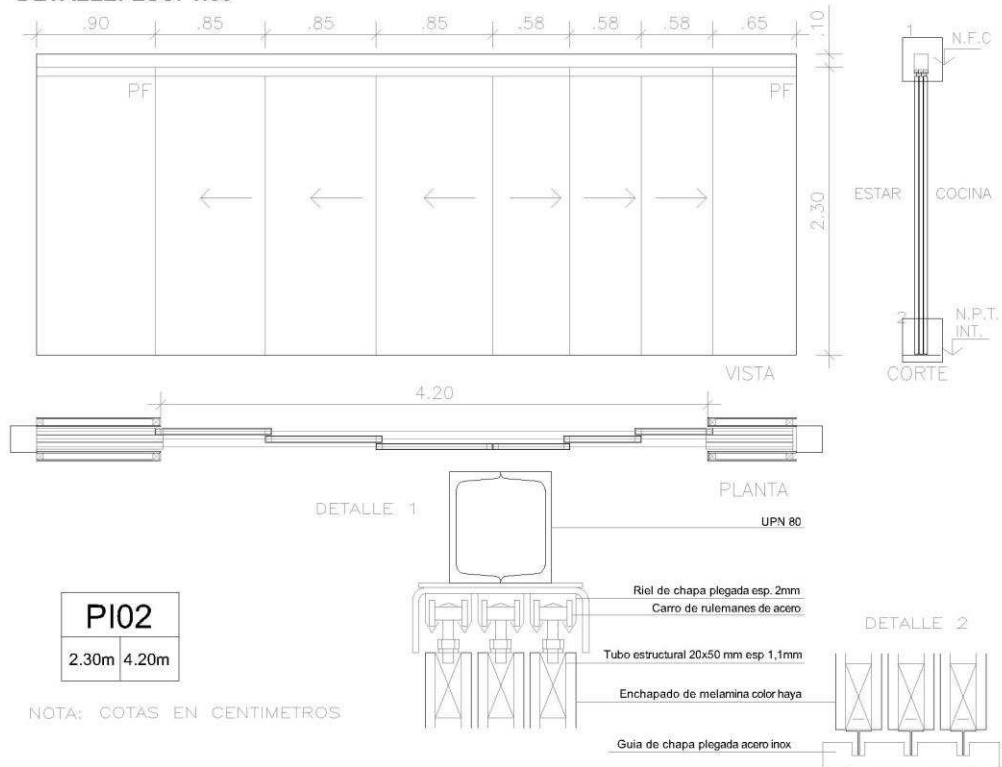 .90 .85 .85 .85 .58 .58 .58 .65
.10
1
N.F.C
PF
PF
2.30
ESTAR
COCINA
2
N.P.T.
INT.
VISTA
CORTE
4.20
PLANTA
DETALLE 1
UPN 80
Riel de chapa plegada esp. 2mm
Carro de rulemanes de acero
DETALLE 2
PI02
2.30m 4.20m
Tubo estructural 20x50 mm esp 1,1mm
Enchapado de melamina color haya
NOTA: COTAS EN CENTIMETROS
Guia de chapa plegada acero inox